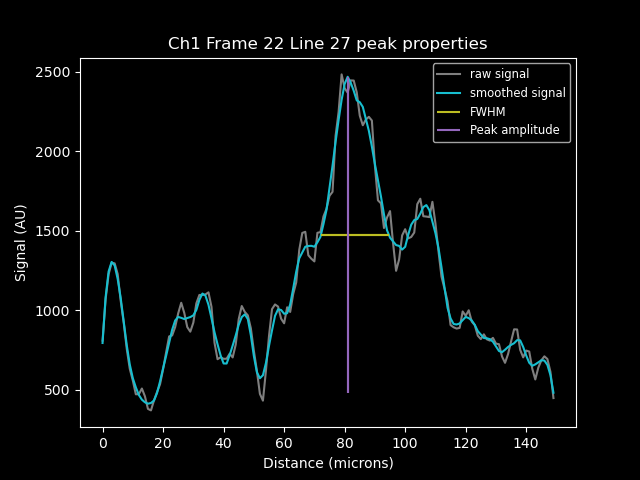 Ch1 Frame 22 Line 27 peak properties
raw signal
smoothed signal
FWHM
Peak amplitude
2500
2000
1500
1000
500
Signal (AU)
0 20 40 60 80 100 120 140
Distance (microns)